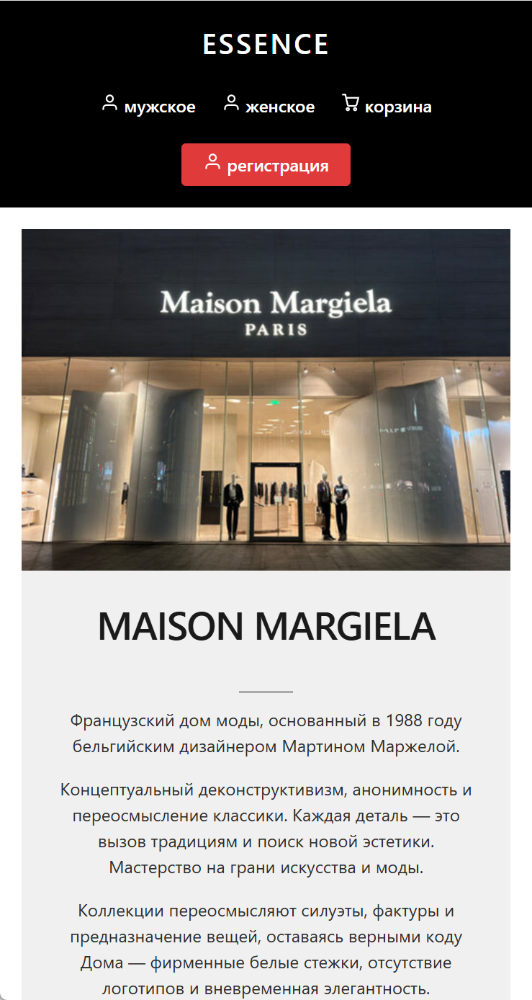 ESSENCE
мужское женское корзина
регистрация
Maison Margiela
PARIS
MAISON MARGIELA
Французский дом моды, основанный в 1988 году
бельгийским дизайнером Мартином Маржелой.
Концептуальный деконструктивизм, анонимность и
переосмысление классики. Каждая деталь — это
вызов традициям и поиск новой эстетики.
Мастерство на грани искусства и моды.
Коллекции переосмысляют силуэты, фактуры и
предназначение вещей, оставаясь верными коду
Дома — фирменные белые стежки, отсутствие
логотипов и вневременная элегантность.